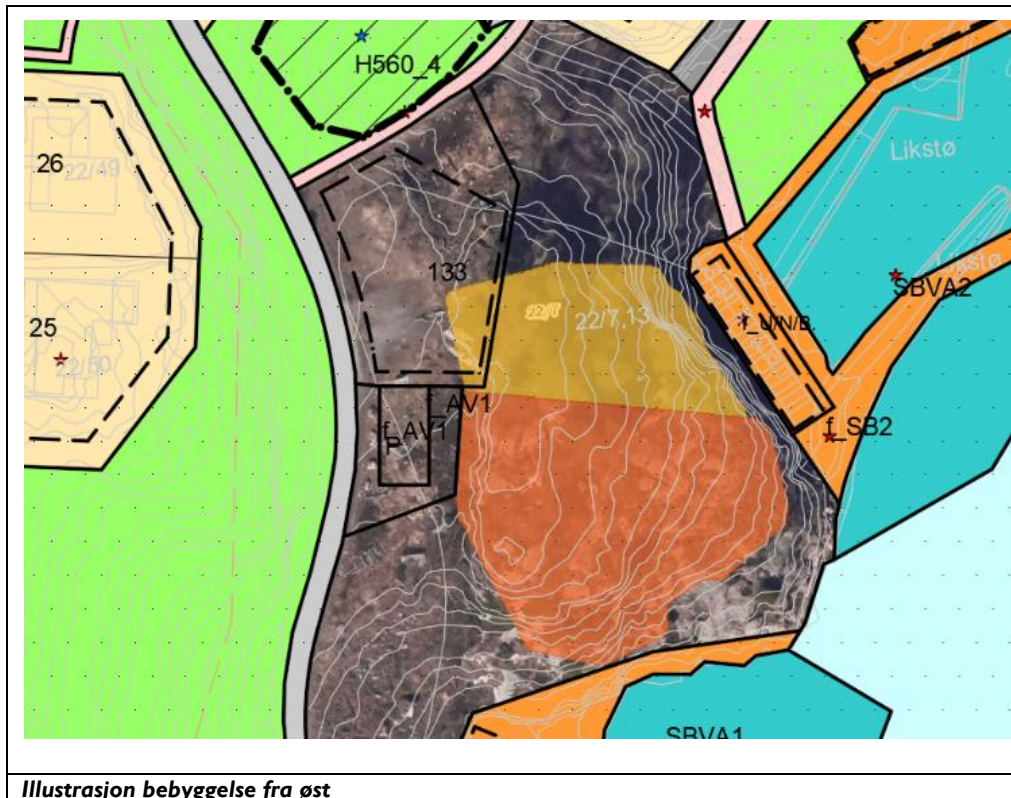 H560_4
Likstø
26
22/49
133
Likstø
SBVA2
22/7
22/7,13
25
22/50
f_U/N/B.
f_AV1
f_AV1
P
f_SB2
SBVA1
Illustrasjon bebyggelse fra øst